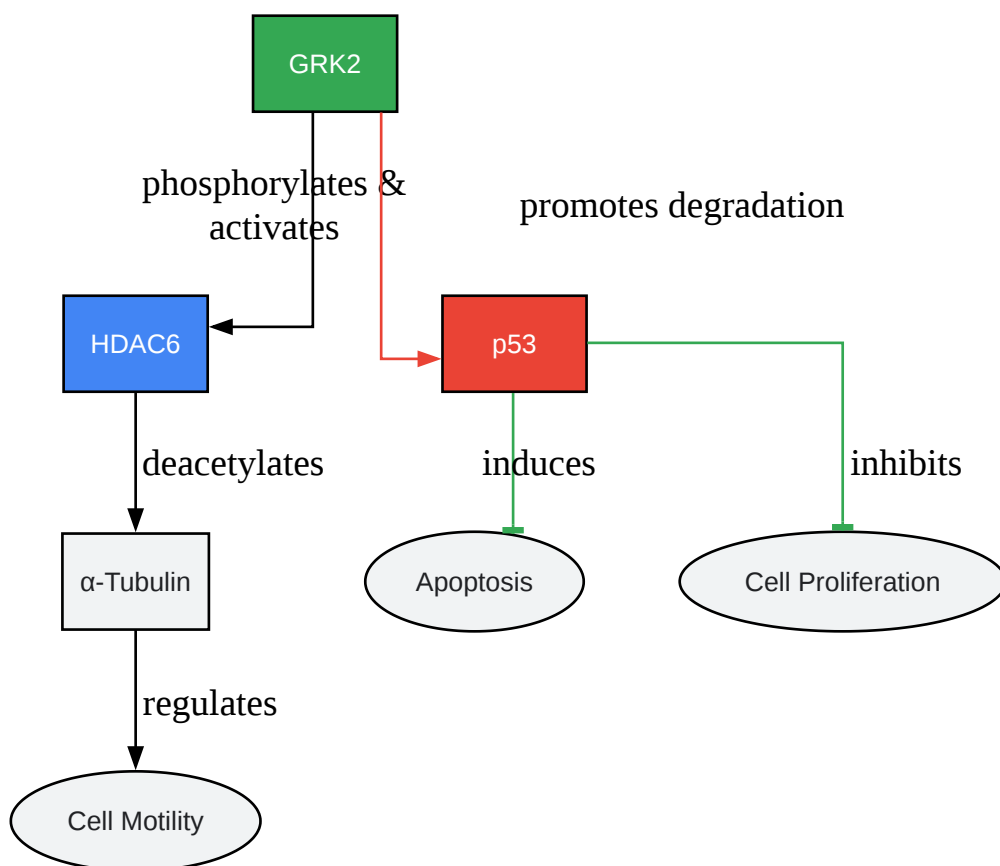 GRK2
phosphorylates &
activates
promotes degradation
HDAC6
p53
deacetylates
induces
inhibits
α-Tubulin
Apoptosis
Cell Proliferation
regulates
Cell Motility